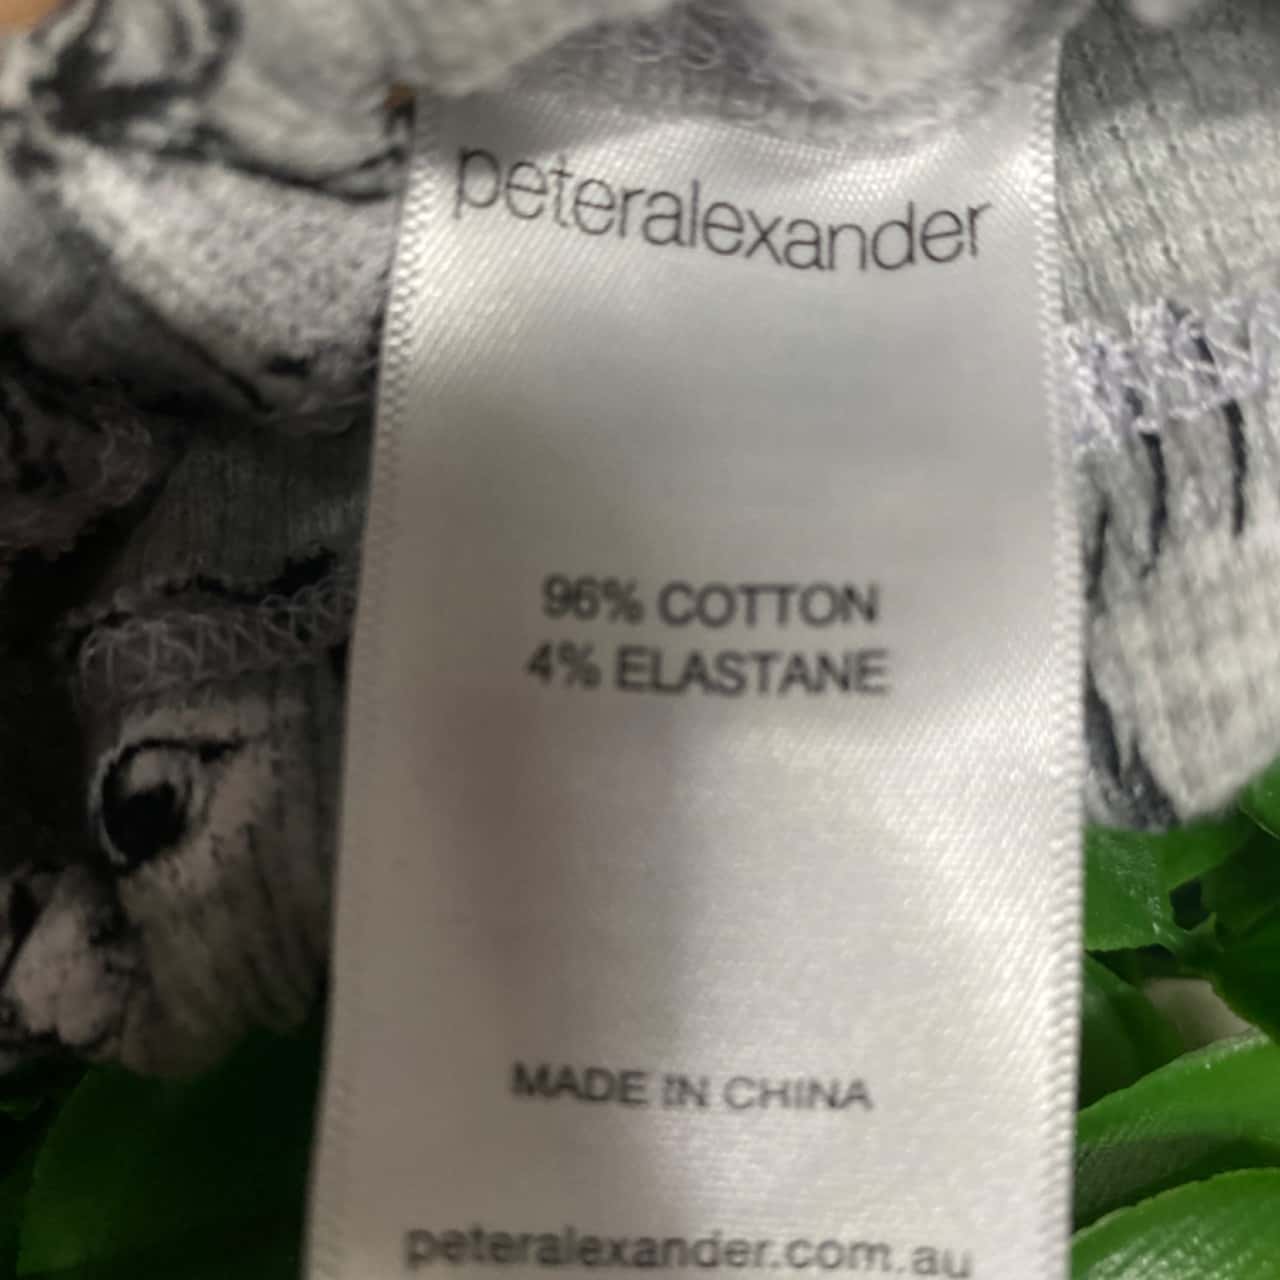 peteralexander
96% COTTON
4% ELASTANE
MADE IN CHINA
peteralexander.com.au